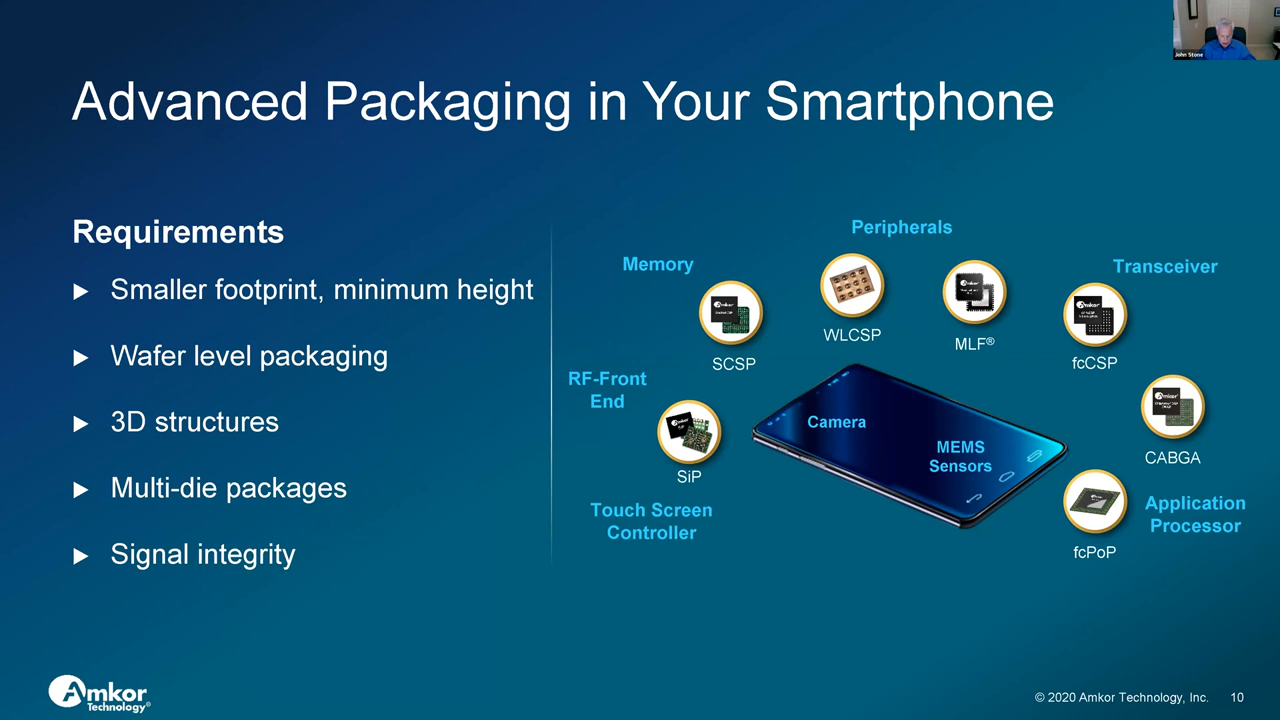 John Stone
Advanced Packaging in Your Smartphone
Requirements
▶ Smaller footprint, minimum height
▶ Wafer level packaging
▶ 3D structures
▶ Multi-die packages
▶ Signal integrity
Peripherals
Memory
Transceiver
WLCSP
MLF®
SCSP
fcCSP
RF-Front
End
Camera
MEMS
Sensors
CABGA
SiP
Touch Screen
Controller
Application
Processor
fcPoP
Amkor
Technology®
© 2020 Amkor Technology, Inc.
10